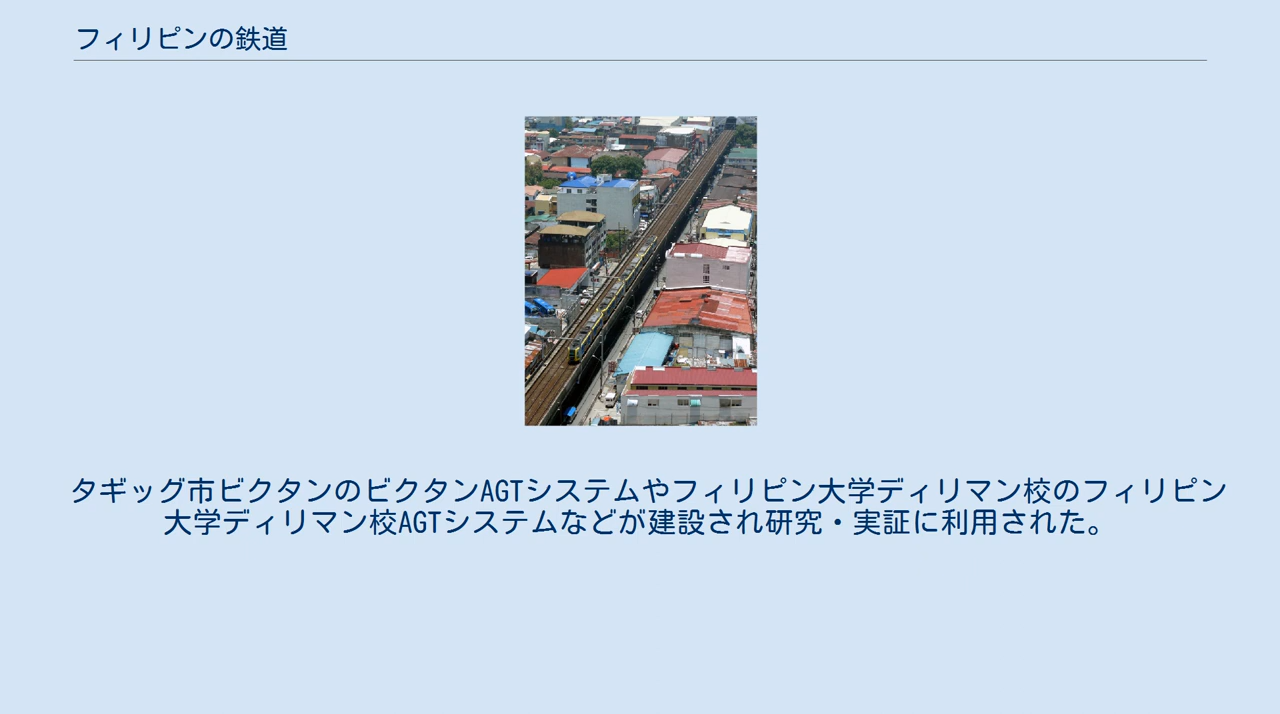 フィリピンの鉄道
タギッグ市ビクタンのビクタンAGTシステムやフィリピン大学ディリマン校のフィリピン
大学ディリマン校AGTシステムなどが建設され研究・実証に利用された。